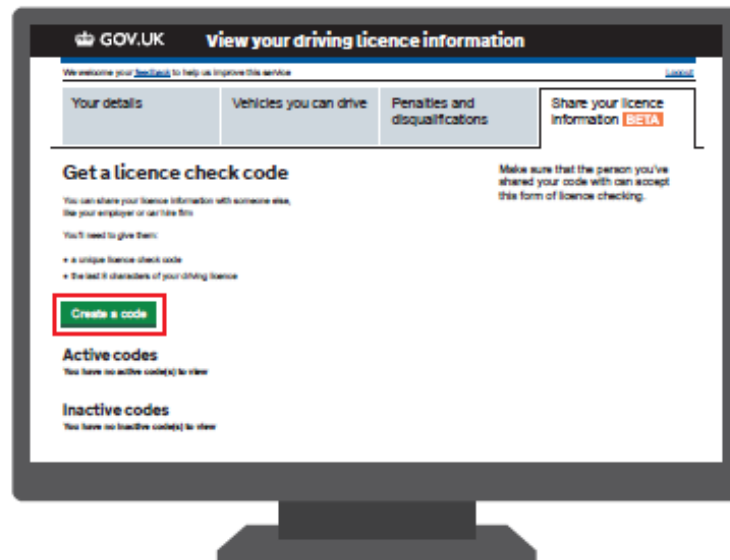 GOV.UK View your driving licence information
We welcome your feedback to help us improve this service Logout
Your details
Vehicles you can drive
Penalties and
disqualifications
Share your licence
information BETA
Get a licence check code
You can share your licence information with someone else,
like your employer or car hire firm
You'll need to give them:
• a unique licence check code
• the last 8 characters of your driving licence
Make sure that the person you've
shared your code with can accept
this form of licence checking.
Create a code
Active codes
You have no active code(s) to view
Inactive codes
You have no inactive code(s) to view